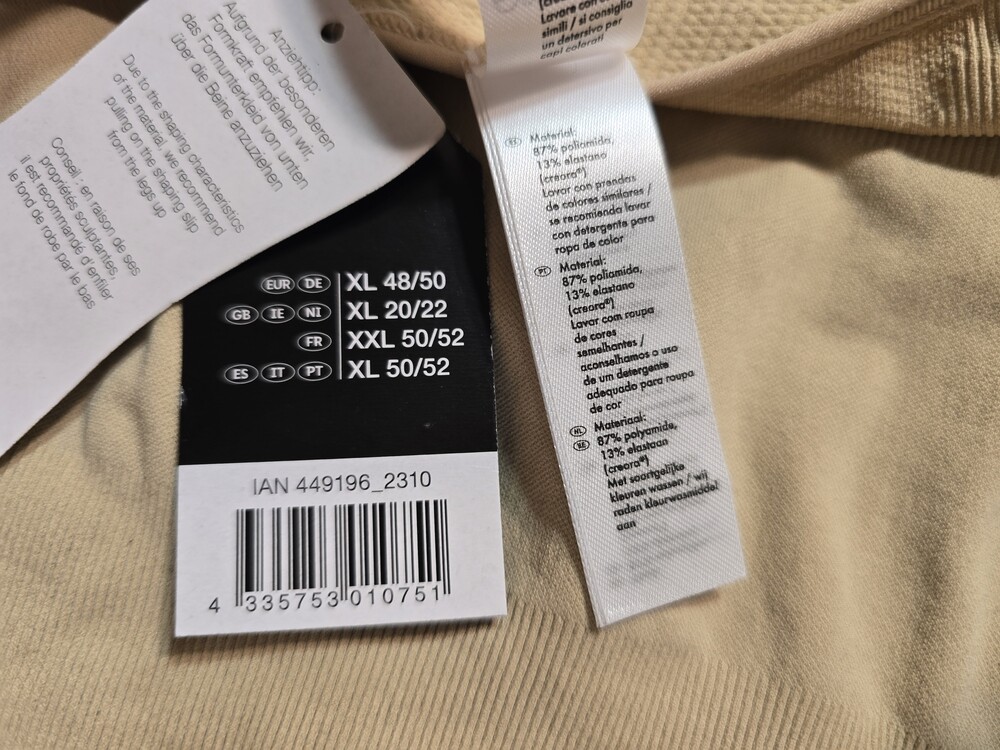 Anziehtipp:
Aufgrund der besonderen
Formkraft empfehlen wir,
das Formunterkleid von unten
über die Beine anzuziehen
Due to the shaping characteristics
of the material, we recommend
pulling on the shaping slip
from the legs up
Conseil : en raison de ses
propriétés sculptantes,
il est recommandé d'enfiler
le fond de robe par le bas
EUR DE XL 48/50
GB IE NI XL 20/22
FR XXL 50/52
ES IT PT XL 50/52
IAN 449196_2310
4 335753 010751
(creora®)
Lavare con
simili / si consiglia
un detersivo per
capi colorati
ES Material:
87% poliamida,
13% elastano
(creora®)
Lavar con prendas
de colores similares /
se recomienda lavar
con detergente para
ropa de color
PT Material:
87% poliamida,
13% elastano
(creora®)
Lavar com roupa
de cores
semelhantes /
aconselhamos o uso
de um detergente
adequado para roupa
de cor
NL Materiaal:
BE 87% polyamide,
13% elastaan
(creora®)
Met soortgelijke
kleuren wassen / wij
raden kleurwasmiddel
aan